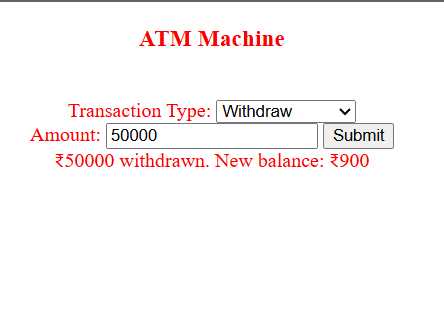 ATM Machine
Transaction Type: Withdraw
Amount: 50000 Submit
₹50000 withdrawn. New balance: ₹900